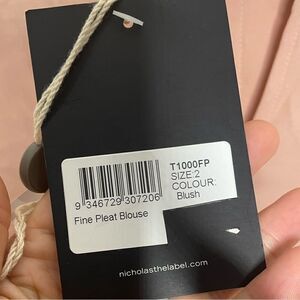 T1000FP
SIZE:2
COLOUR:
Blush
9 346729 307206
Fine Pleat Blouse
nicholasthelabel.com